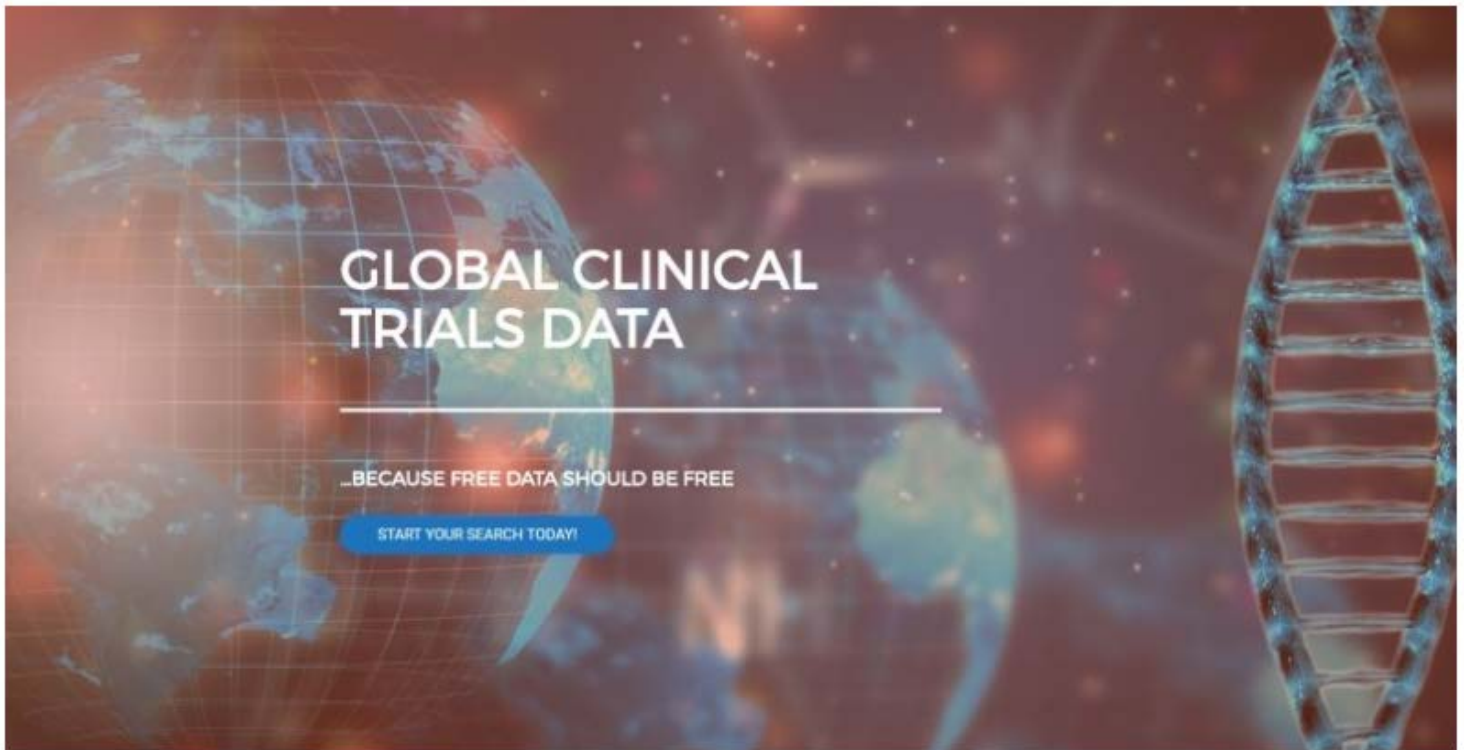 GLOBAL CLINICAL
TRIALS DATA
...BECAUSE FREE DATA SHOULD BE FREE
START YOUR SEARCH TODAY!